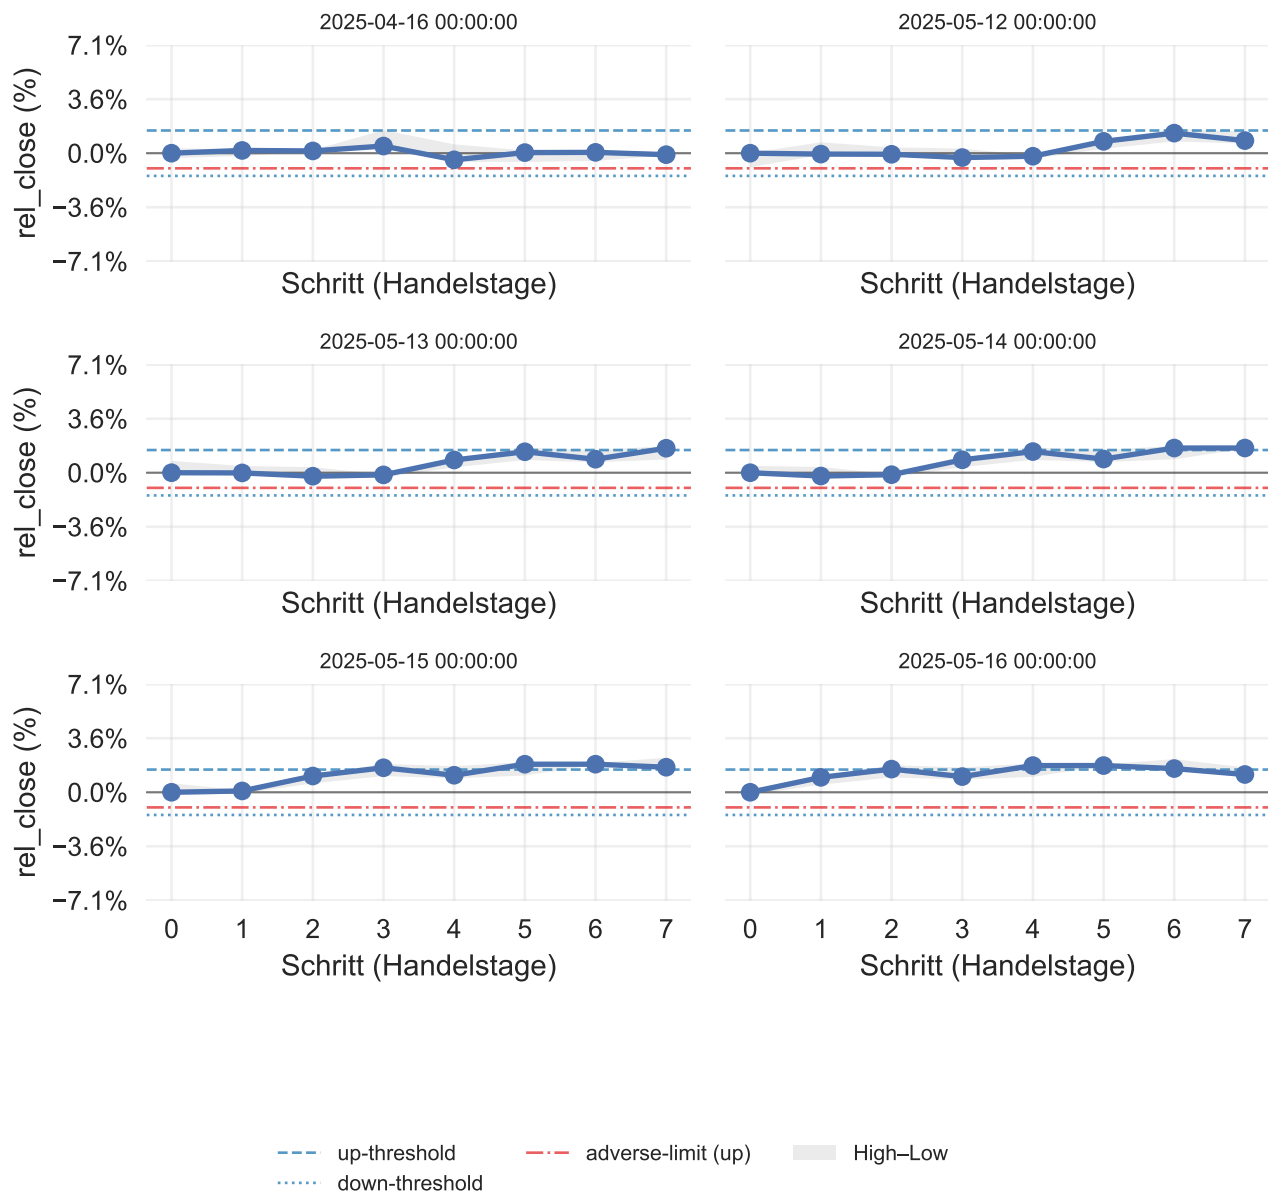 2025-04-16 00:00:00
2025-05-12 00:00:00
7.1%
3.6%
0.0%
−3.6%
−7.1%
rel_close (%)
Schritt (Handelstage)
Schritt (Handelstage)
2025-05-13 00:00:00
2025-05-14 00:00:00
7.1%
3.6%
0.0%
−3.6%
−7.1%
rel_close (%)
Schritt (Handelstage)
Schritt (Handelstage)
2025-05-15 00:00:00
2025-05-16 00:00:00
7.1%
3.6%
0.0%
−3.6%
−7.1%
rel_close (%)
0 1 2 3 4 5 6 7
0 1 2 3 4 5 6 7
Schritt (Handelstage)
Schritt (Handelstage)
up-threshold
down-threshold
adverse-limit (up)
High–Low